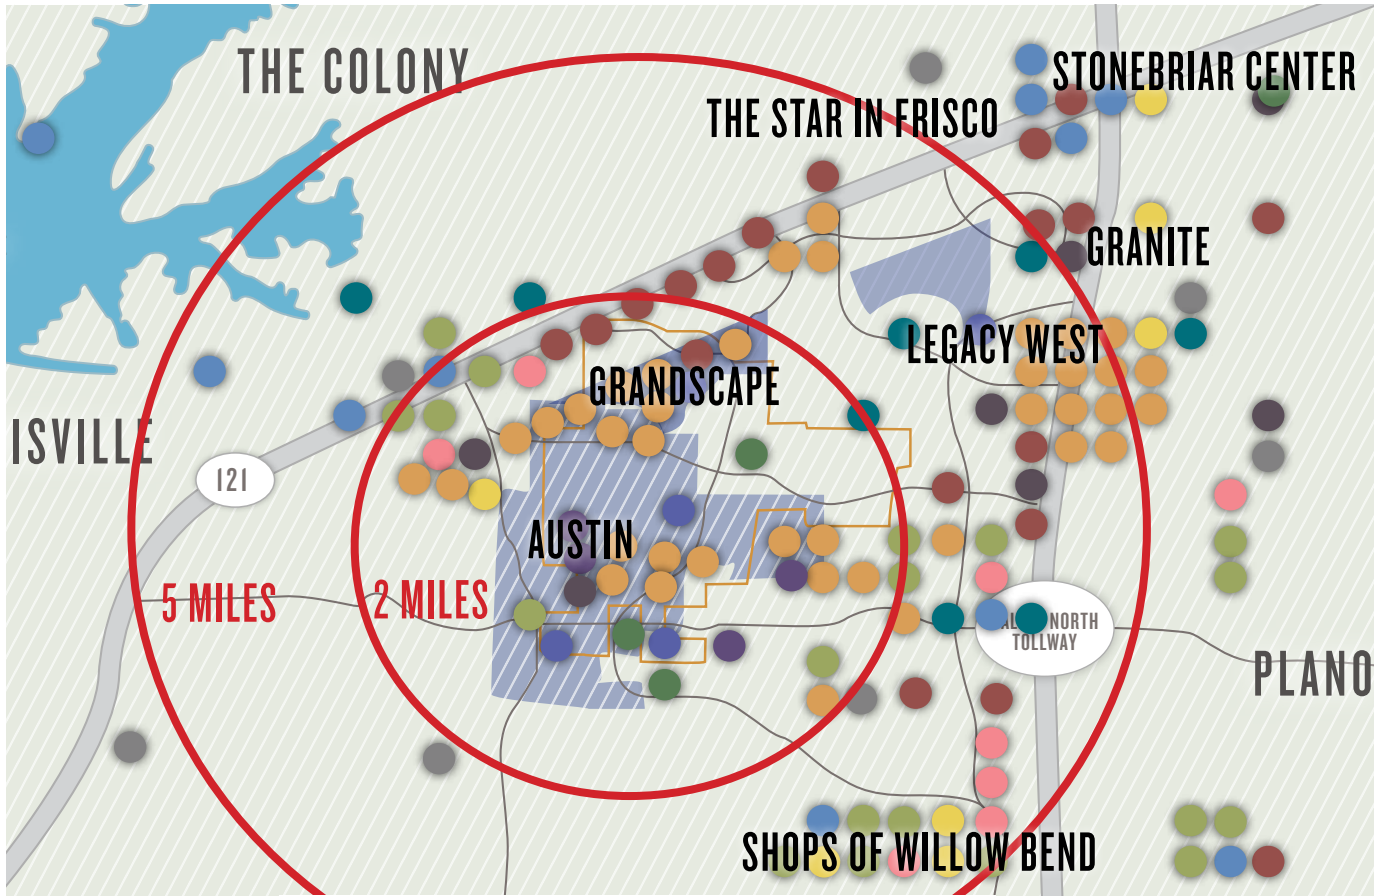 THE COLONY
STONEBRIAR CENTER
THE STAR IN FRISCO
GRANITE
LEGACY WEST
GRANDSCAPE
ISVILLE
121
AUSTIN
5 MILES
2 MILES
NORTH
TOLLWAY
PLANO
SHOPS OF WILLOW BEND